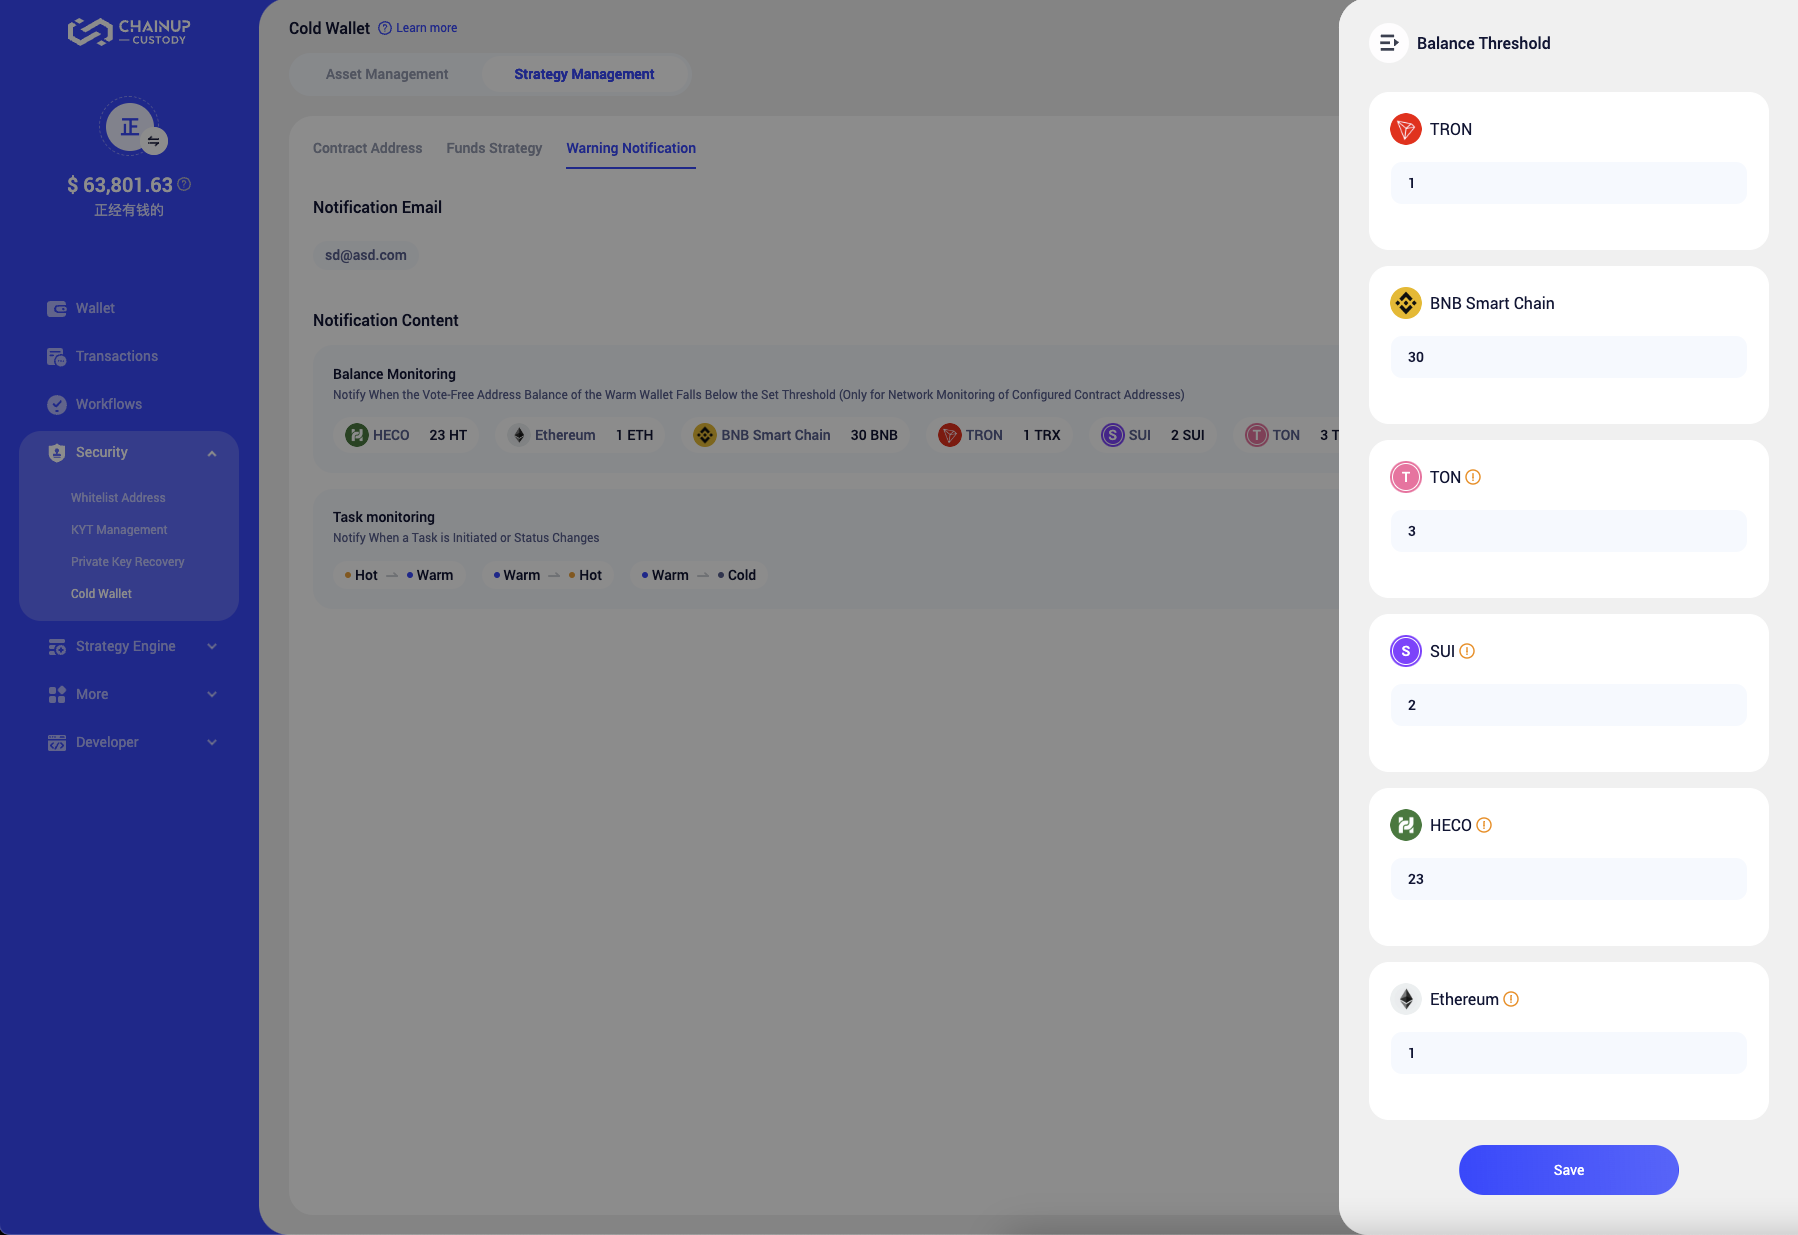 CHAINUP
CUSTODY
正
$ 63,801.63
正经有钱的
Wallet
Transactions
Workflows
Security
Whitelist Address
KYT Management
Private Key Recovery
Cold Wallet
Strategy Engine
More
Developer
Cold Wallet Learn more
Asset Management Strategy Management
Contract Address Funds Strategy Warning Notification
Notification Email
sd@asd.com
Notification Content
Balance Monitoring
Notify When the Vote-Free Address Balance of the Warm Wallet Falls Below the Set Threshold (Only for Network Monitoring of Configured Contract Addresses)
HECO 23 HT Ethereum 1 ETH BNB Smart Chain 30 BNB TRON 1 TRX S SUI 2 SUI T TON 3 T
Task monitoring
Notify When a Task is Initiated or Status Changes
Hot → Warm Warm → Hot Warm → Cold
Balance Threshold
TRON
1
BNB Smart Chain
30
T TON
3
S SUI
2
HECO
23
Ethereum
1
Save